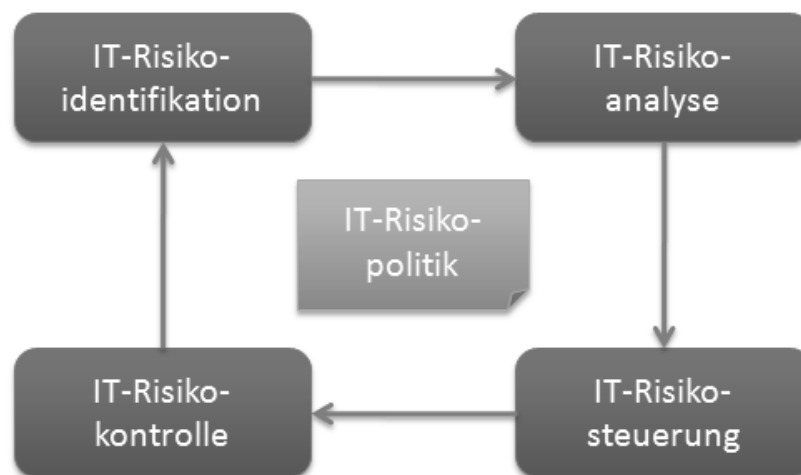 IT-Risiko-
identifikation
IT-Risiko-
analyse
IT-Risiko-
politik
IT-Risiko-
kontrolle
IT-Risiko-
steuerung